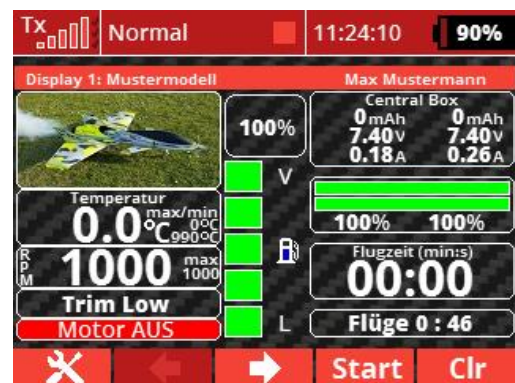 Tx Normal 11:24:10 90%
Display 1: Mustermodell Max Mustermann
100%
V
L
Temperatur
0.0°C max/min 0°C 990°C
RPM 1000 max 1000
Trim Low
Motor AUS
Central Box
0mAh 0mAh
7.40V 7.40V
0.18A 0.26A
100% 100%
Flugzeit (min:s)
00:00
Flüge 0 : 46
Start Clr